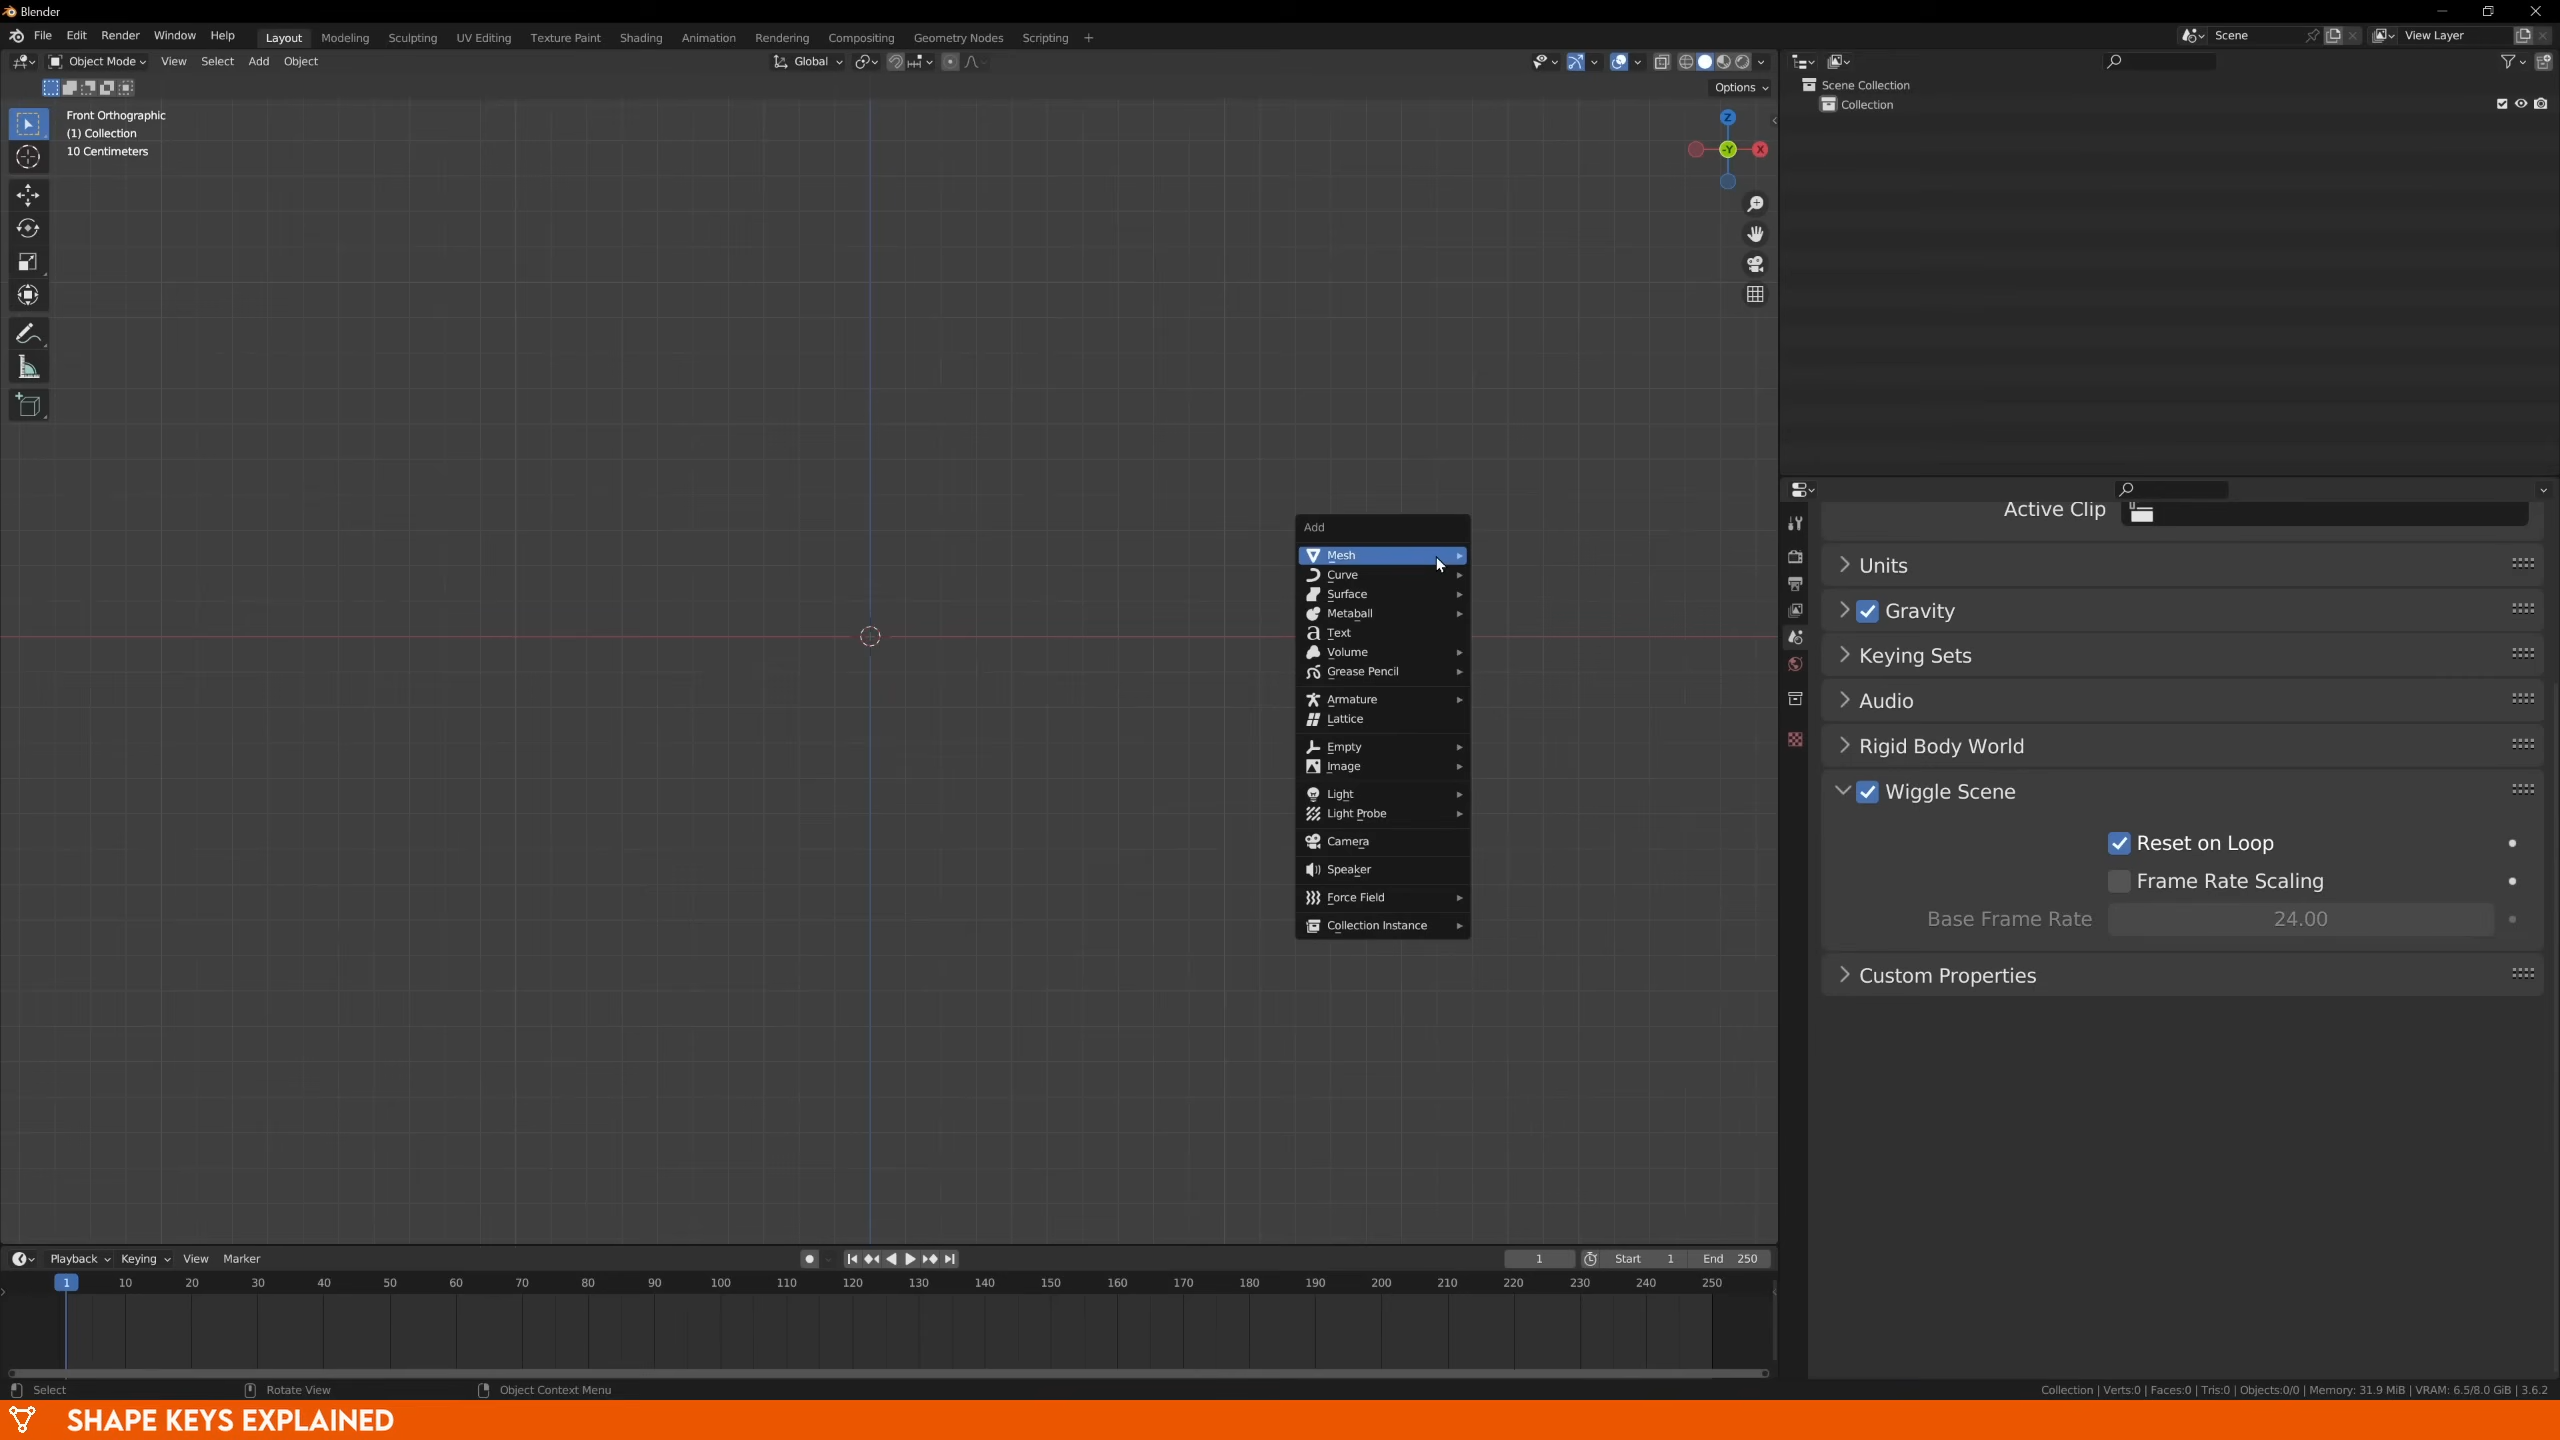 Blender
File Edit Render Window Help Layout Modeling Sculpting UV Editing Texture Paint Shading Animation Rendering Compositing Geometry Nodes Scripting + Scene View Layer
Object Mode View Select Add Object Global
Options
Front Orthographic
(1) Collection
10 Centimeters
Z
-Y
X
Scene Collection
Collection
Add
Mesh
Curve
Surface
Metaball
Text
Volume
Grease Pencil
Armature
Lattice
Empty
Image
Light
Light Probe
Camera
Speaker
Force Field
Collection Instance
Active Clip
Units
Gravity
Keying Sets
Audio
Rigid Body World
Wiggle Scene
Reset on Loop
Frame Rate Scaling
Base Frame Rate 24.00
Custom Properties
Playback Keying View Marker 1 Start 1 End 250
1 10 20 30 40 50 60 70 80 90 100 110 120 130 140 150 160 170 180 190 200 210 220 230 240 250
Select Rotate View Object Context Menu
Collection | Verts:0 | Faces:0 | Tris:0 | Objects:0/0 | Memory: 31.9 MiB | VRAM: 6.5/8.0 GiB | 3.6.2
SHAPE KEYS EXPLAINED